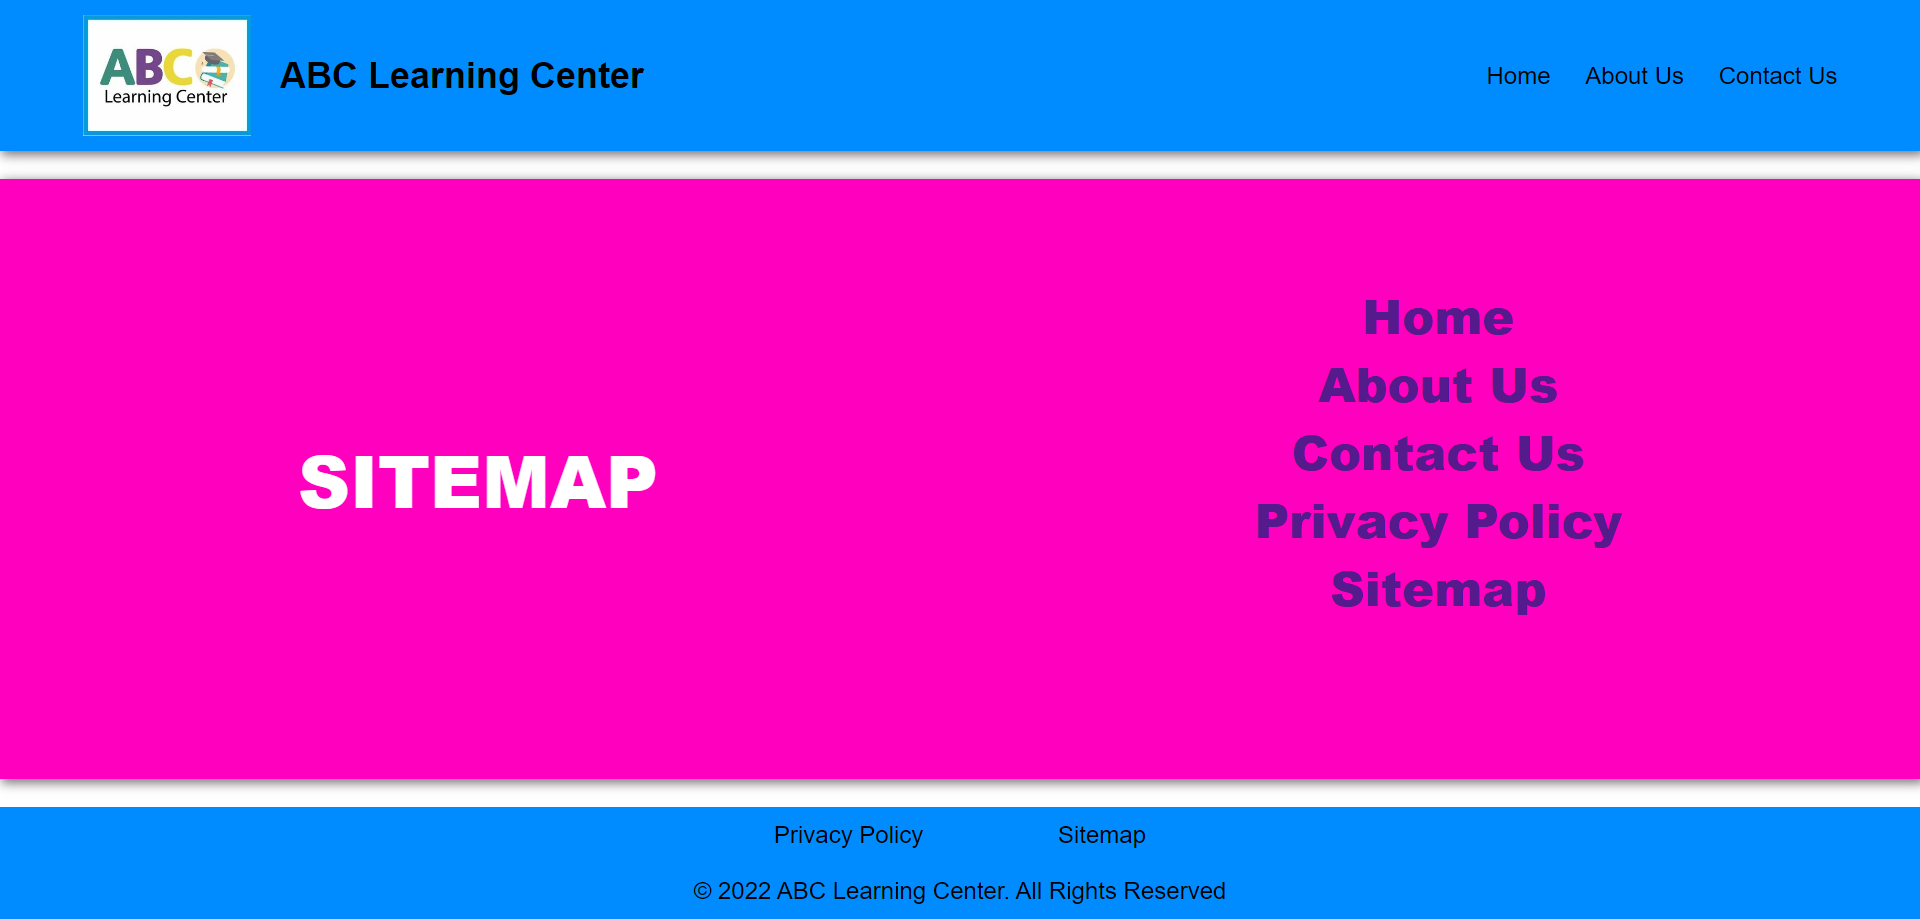 ABC
Learning Center
ABC Learning Center
Home About Us Contact Us
SITEMAP
Home
About Us
Contact Us
Privacy Policy
Sitemap
Privacy Policy Sitemap
© 2022 ABC Learning Center. All Rights Reserved